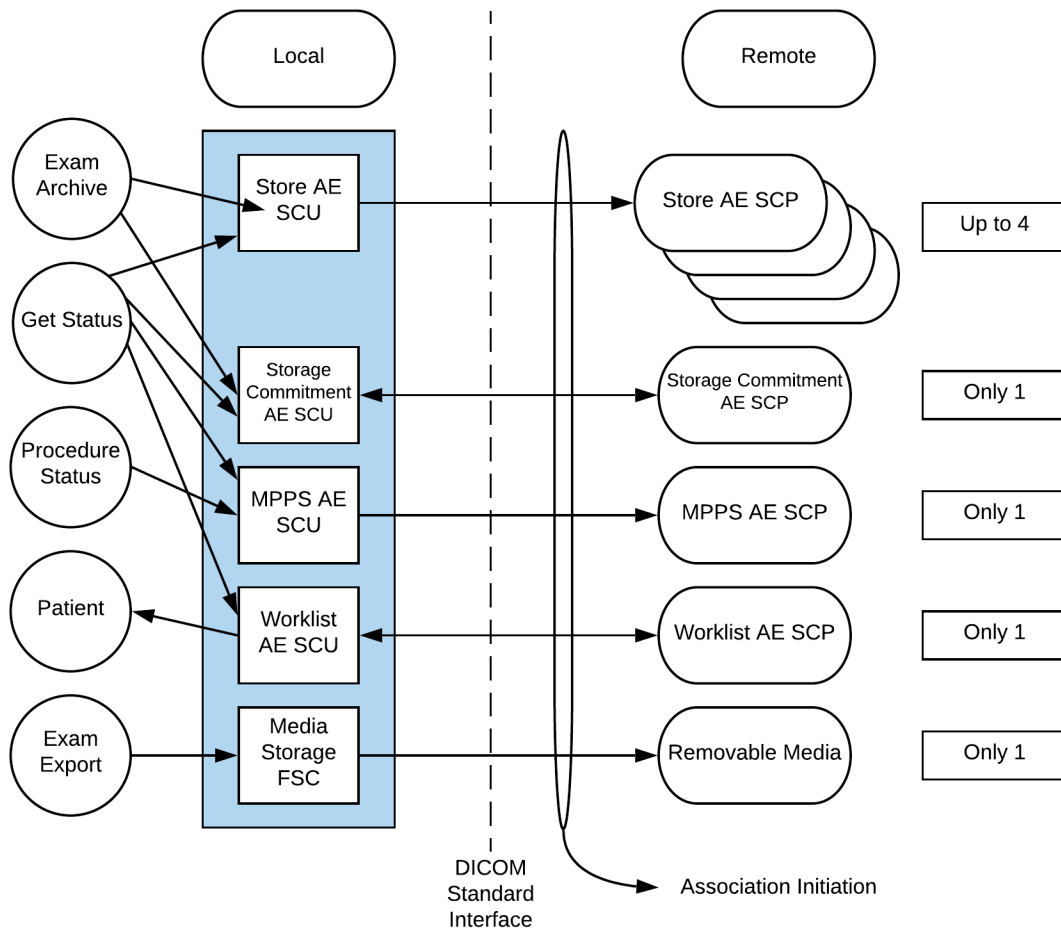 Local
Remote
Exam
Archive
Store AE
SCU
Store AE SCP
Up to 4
Get Status
Storage
Commitment
AE SCU
Storage Commitment
AE SCP
Only 1
Procedure
Status
MPPS AE
SCU
MPPS AE SCP
Only 1
Patient
Worklist
AE SCU
Worklist AE SCP
Only 1
Exam
Export
Media
Storage
FSC
Removable Media
Only 1
DICOM
Standard
Interface
Association Initiation